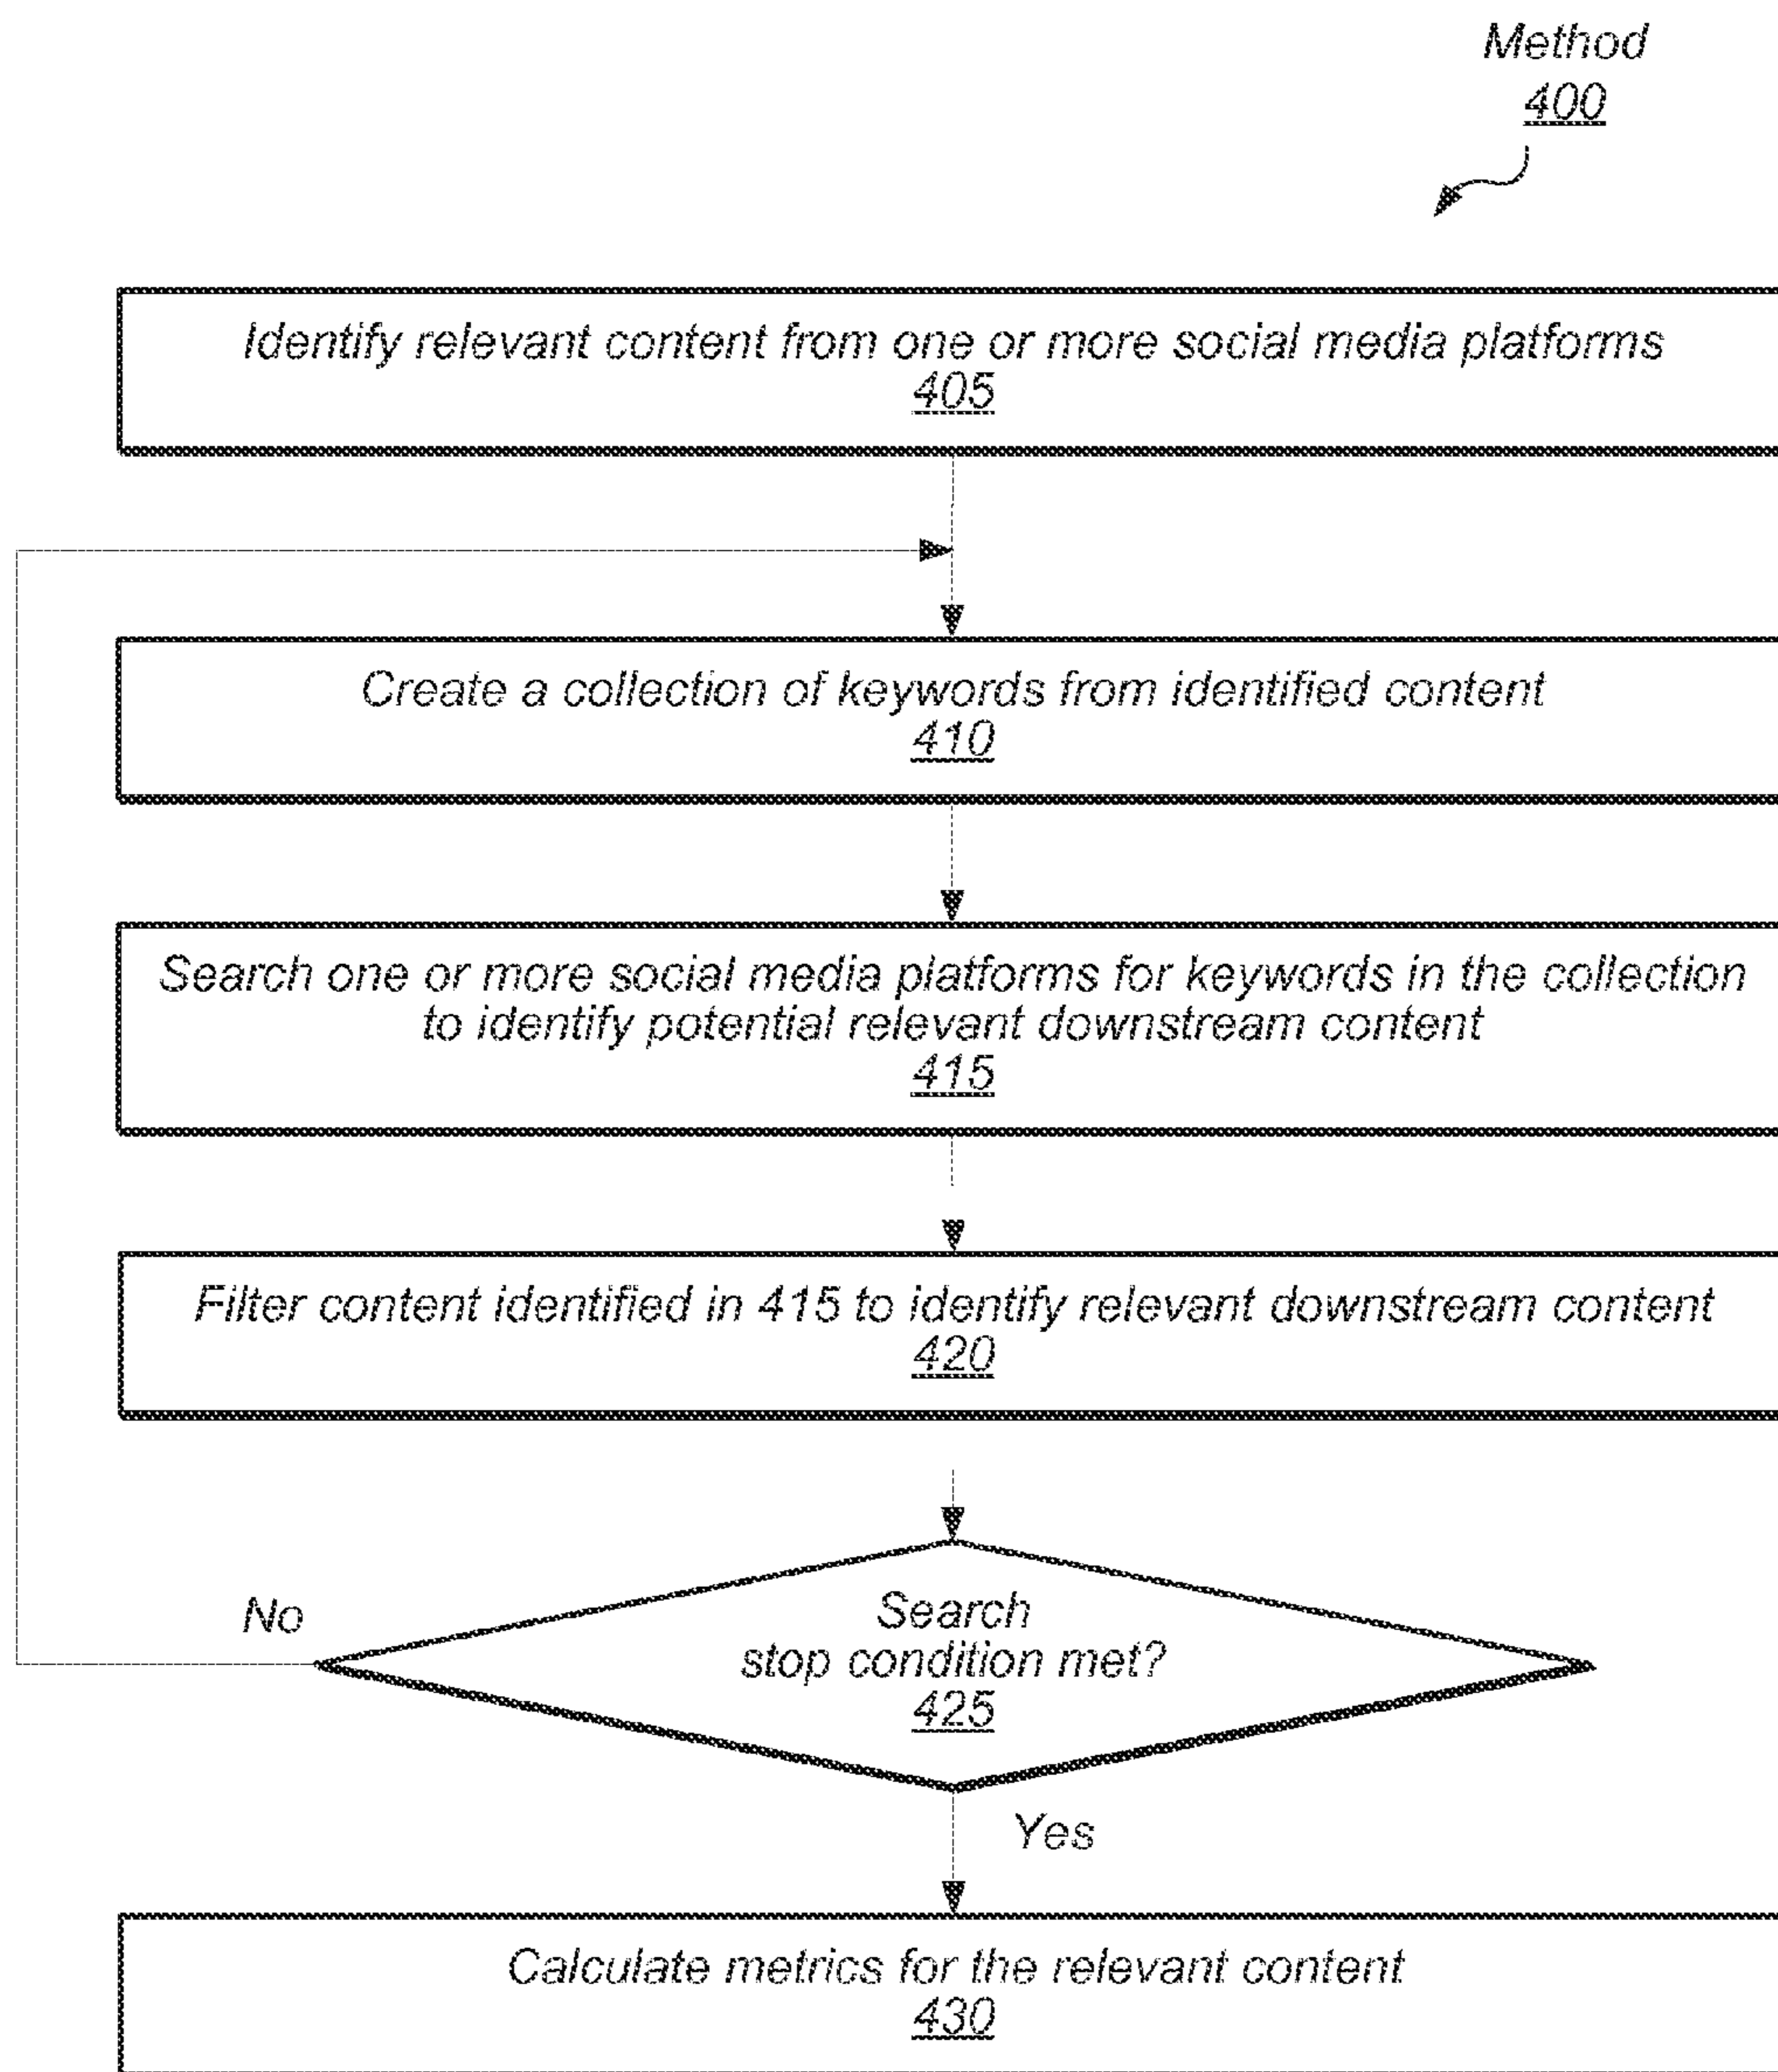 Method
400
Identify relevant content from one or more social media platforms
405
Create a collection of keywords from identified content
410
Search one or more social media platforms for keywords in the collection
to identify potential relevant downstream content
415
Filter content identified in 415 to identify relevant downstream content
420
Search
stop condition met?
425
No
Yes
Calculate metrics for the relevant content
430